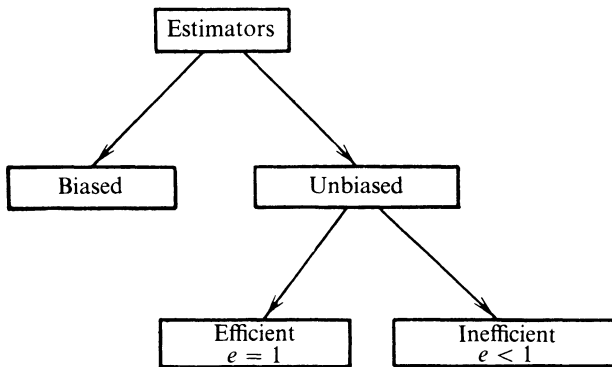 Estimators
Biased
Unbiased
Efficient
e = 1
Inefficient
e < 1